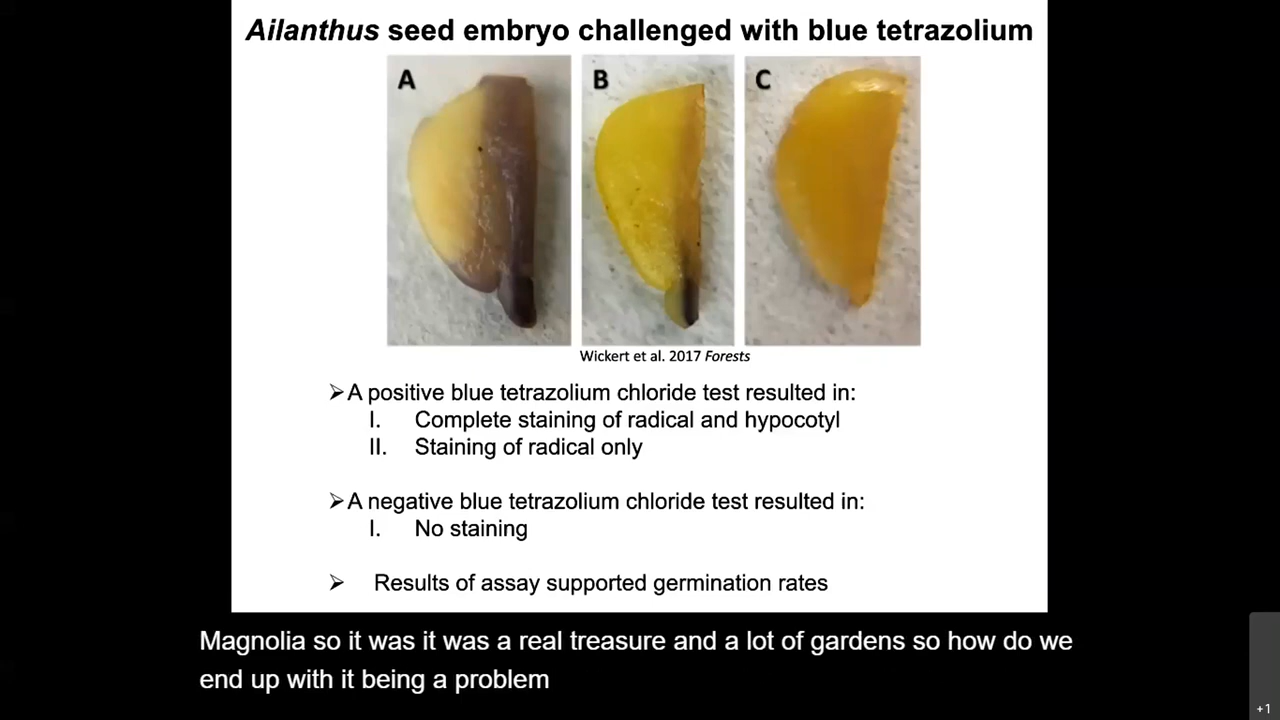 Ailanthus seed embryo challenged with blue tetrazolium
A
B
C
Wickert et al. 2017 Forests
➢A positive blue tetrazolium chloride test resulted in:
I. Complete staining of radical and hypocotyl
II. Staining of radical only
➢A negative blue tetrazolium chloride test resulted in:
I. No staining
➢ Results of assay supported germination rates
Magnolia so it was it was a real treasure and a lot of gardens so how do we
end up with it being a problem
+1